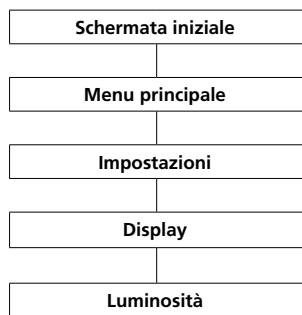 Schermata iniziale
Menu principale
Impostazioni
Display
Luminosità